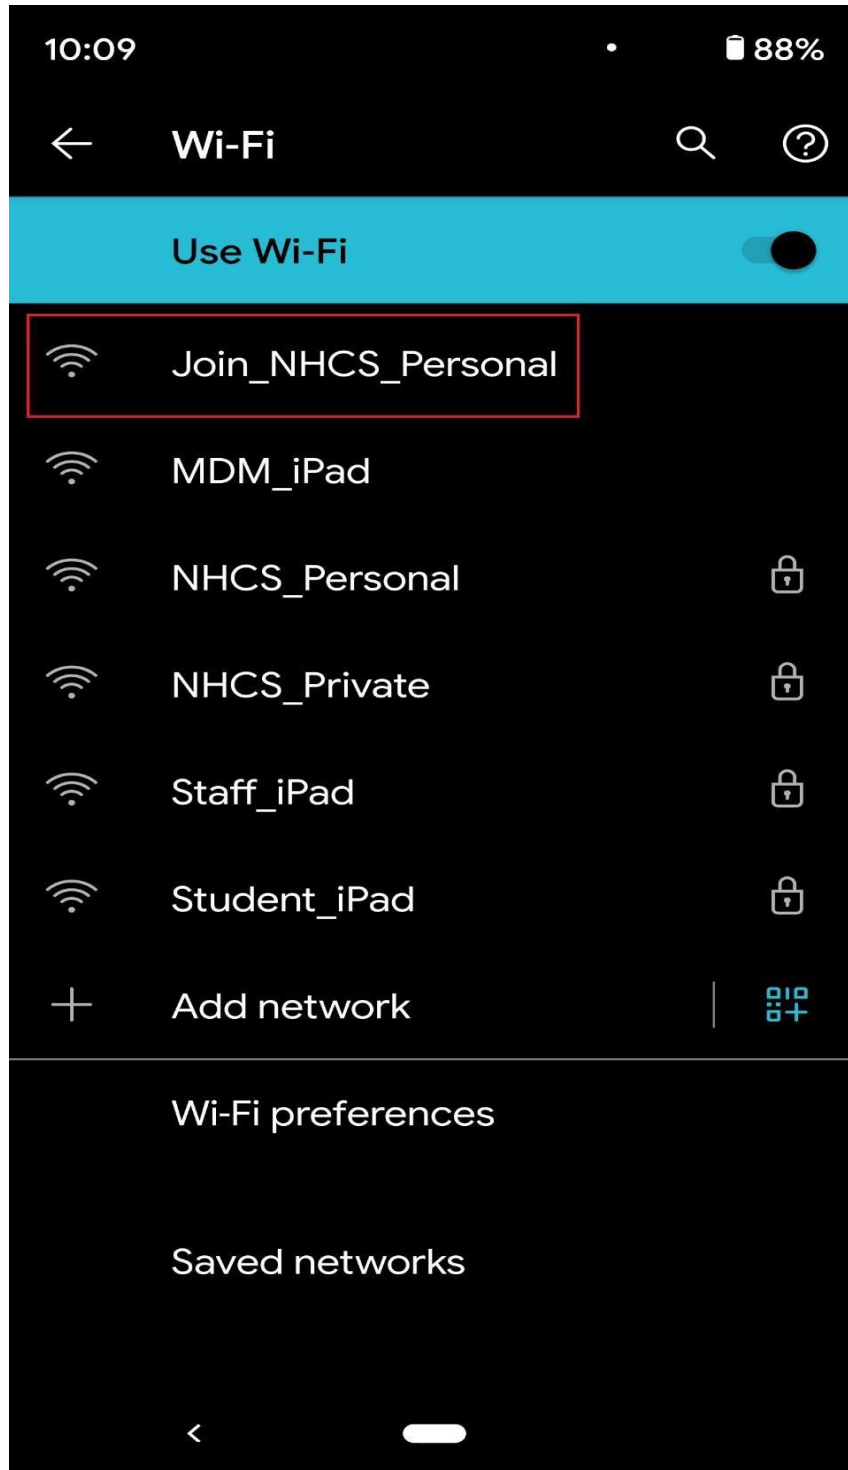 10:09 88%
Wi-Fi
Use Wi-Fi
Join_NHCS_Personal
MDM_iPad
NHCS_Personal
NHCS_Private
Staff_iPad
Student_iPad
Add network
Wi-Fi preferences
Saved networks